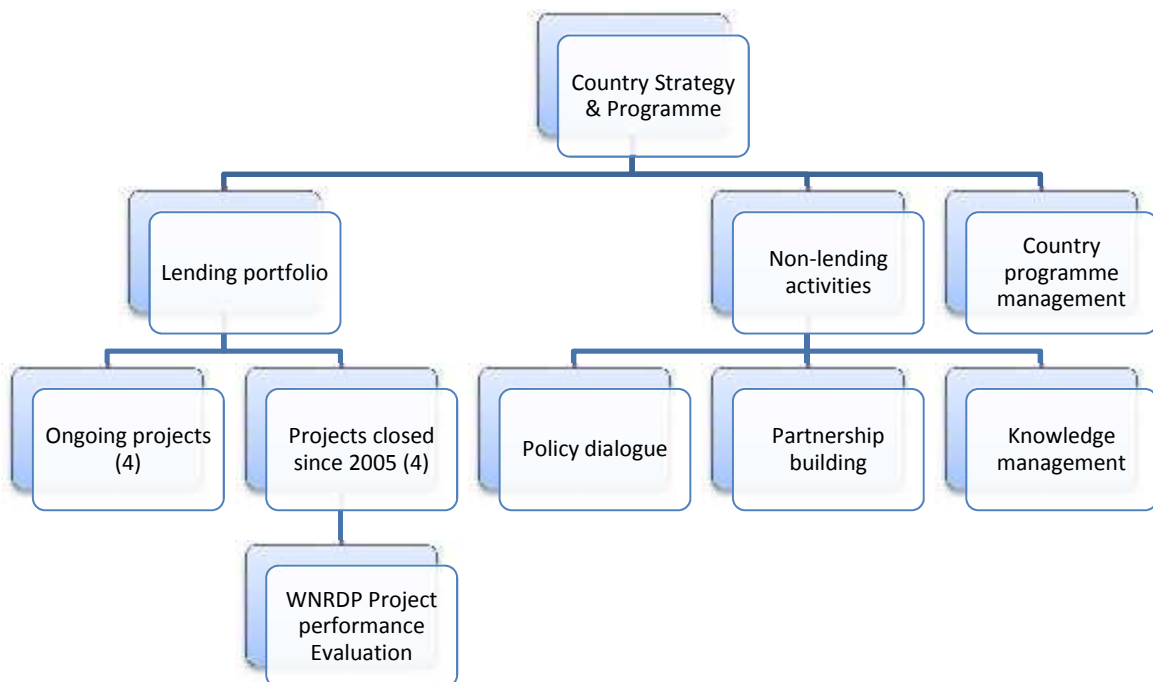 Country Strategy
& Programme
Lending portfolio
Non-lending
activities
Country
programme
management
Ongoing projects
(4)
Projects closed
since 2005 (4)
Policy dialogue
Partnership
building
Knowledge
management
WNRDP Project
performance
Evaluation